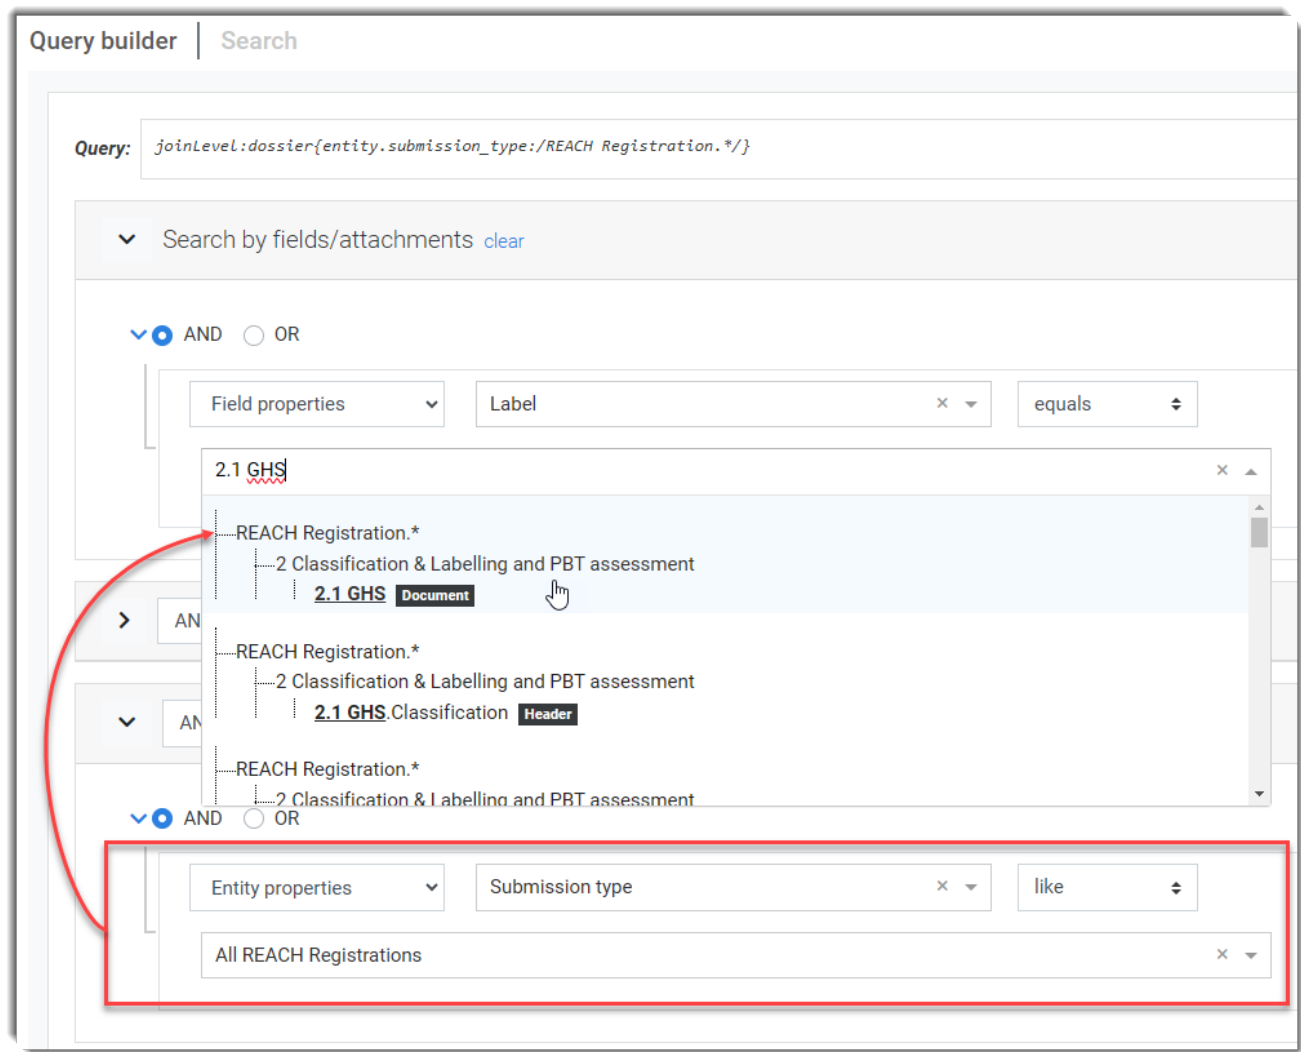 Query builder | Search
Query: joinLevel:dossier{entity.submission_type:/REACH Registration.*/}
Search by fields/attachments clear
AND OR
Field properties Label × equals
2.1 GHS ×
REACH Registration.*
2 Classification & Labelling and PBT assessment
2.1 GHS Document
AN
REACH Registration.*
2 Classification & Labelling and PBT assessment
2.1 GHS.Classification Header
AN
REACH Registration.*
2 Classification & Labelling and PBT assessment
AND OR
Entity properties Submission type × like
All REACH Registrations ×